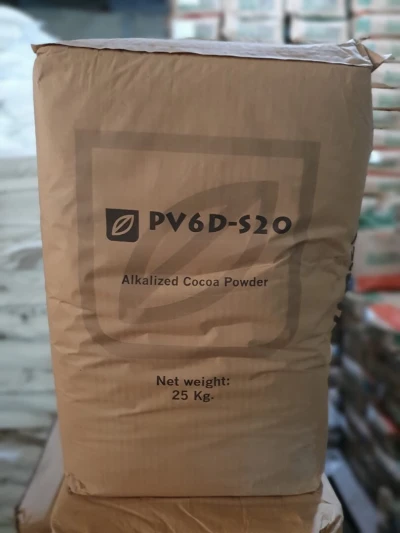 PV6D-S20
Alkalized Cocoa Powder
Net weight:
25 Kg.